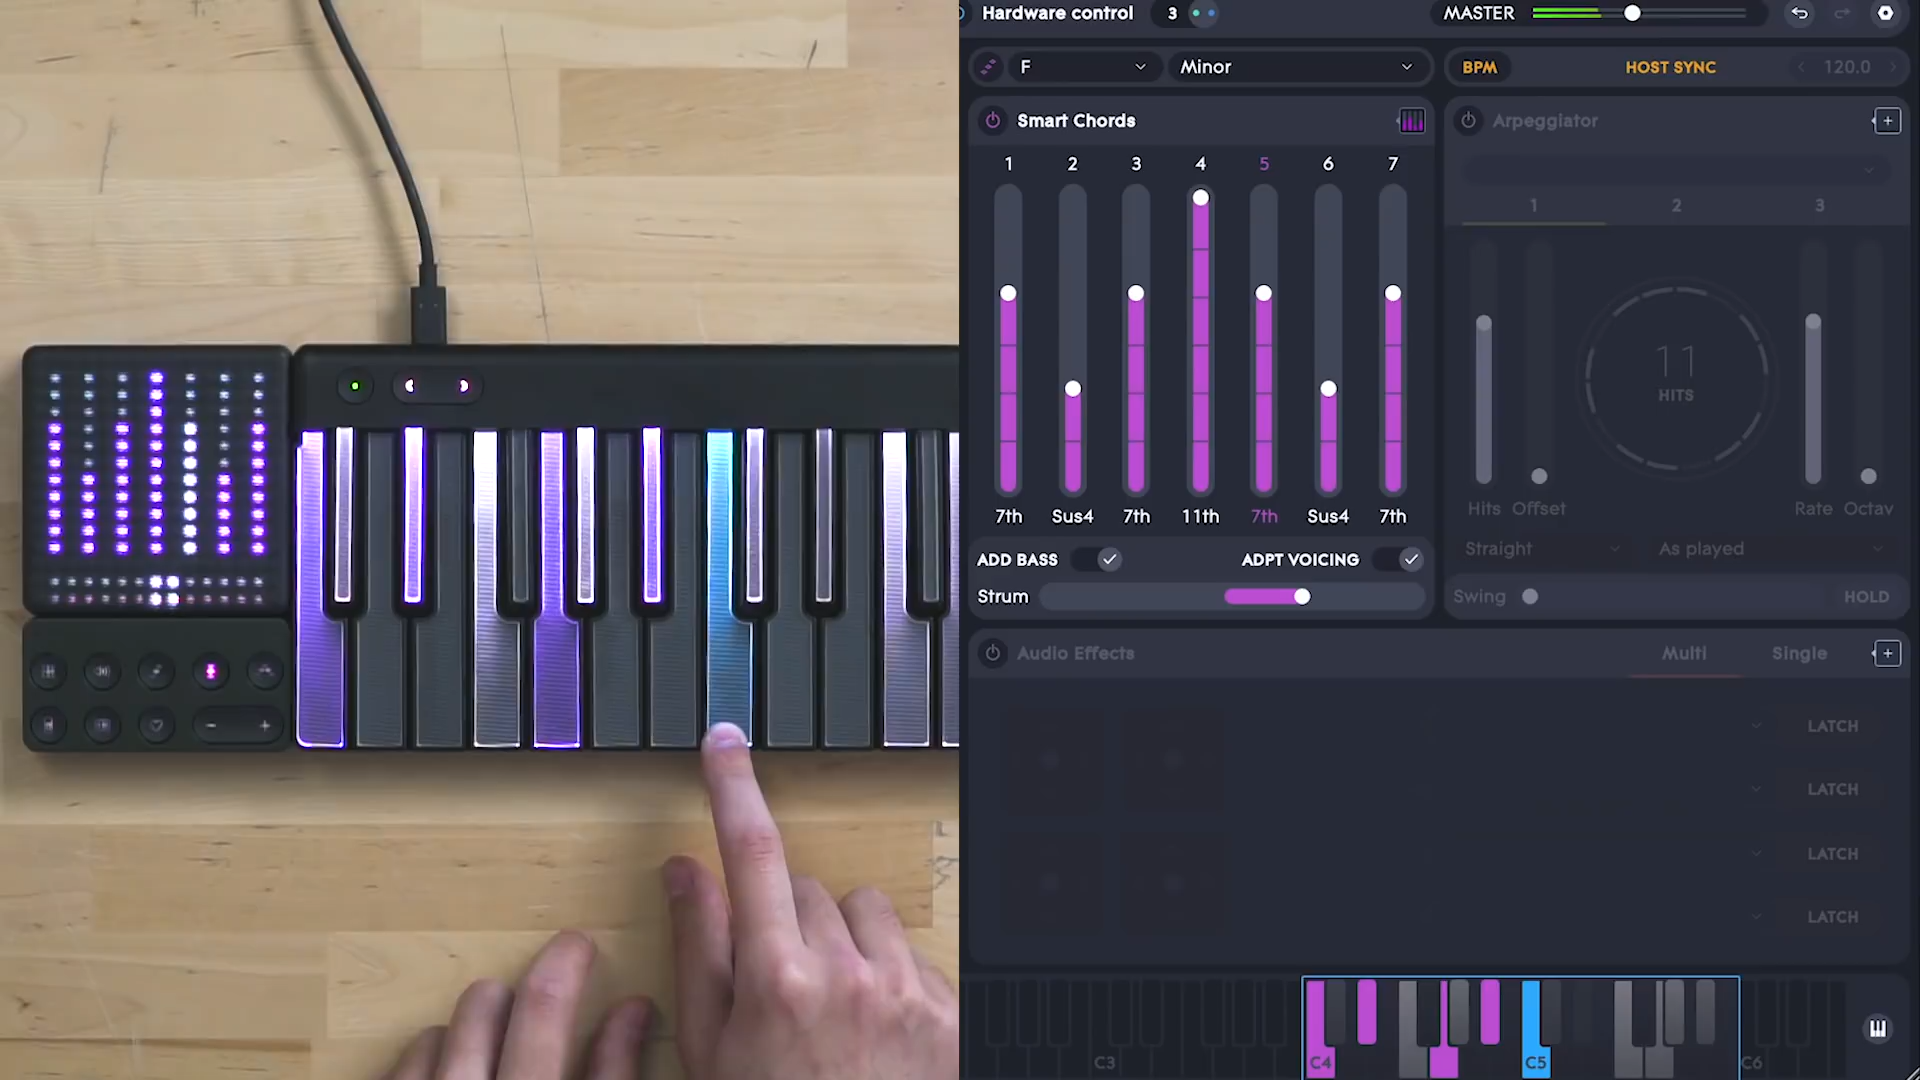 Hardware control 3 MASTER
F Minor BPM HOST SYNC 120.0
Smart Chords Arpeggiator
1 2 3 4 5 6 7
1 2 3
11
HITS
7th Sus4 7th 11th 7th Sus4 7th
Hits Offset Rate Octav
ADD BASS ADPT VOICING
Straight As played
Strum
Swing HOLD
Audio Effects Multi Single
LATCH
LATCH
LATCH
LATCH
C3 C4 C5 C6